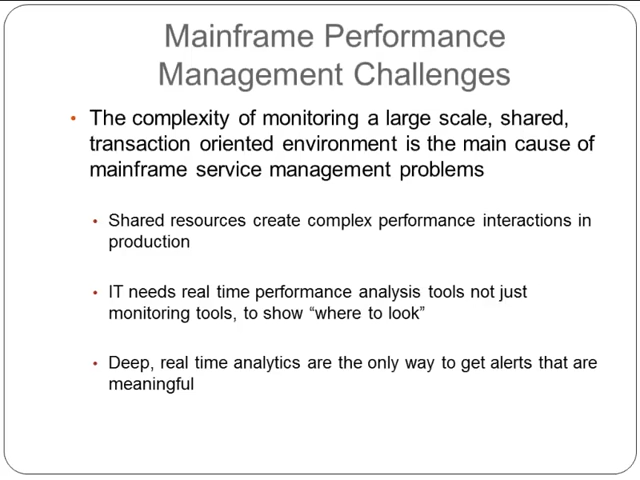 Mainframe Performance
Management Challenges
• The complexity of monitoring a large scale, shared,
transaction oriented environment is the main cause of
mainframe service management problems
• Shared resources create complex performance interactions in
production
• IT needs real time performance analysis tools not just
monitoring tools, to show “where to look”
• Deep, real time analytics are the only way to get alerts that are
meaningful